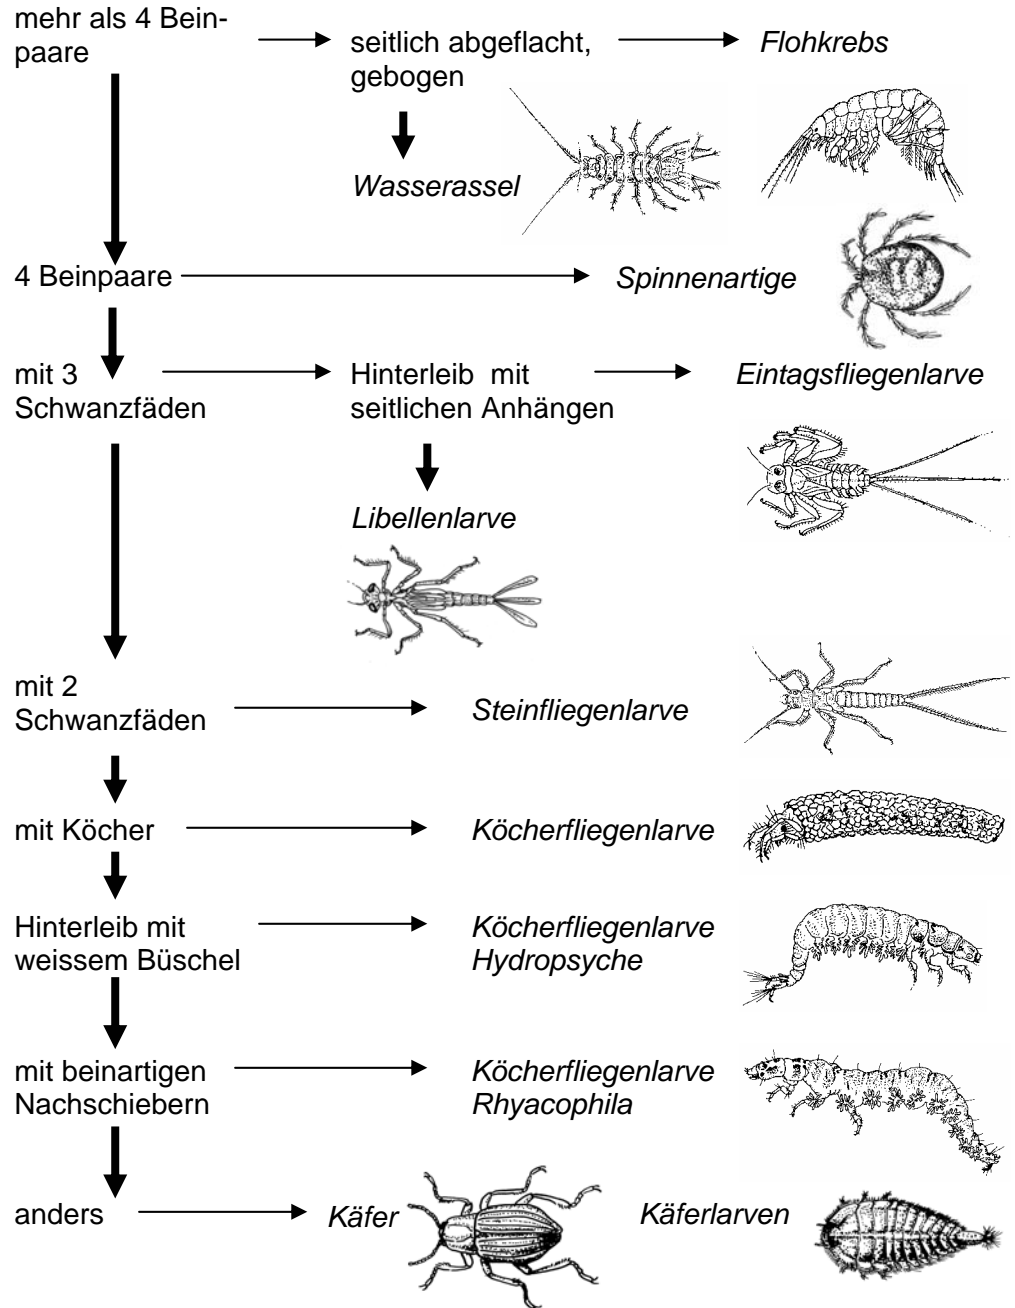 mehr als 4 Bein-
paare
seitlich abgeflacht,
gebogen
Flohkrebs
Wasserassel
4 Beinpaare
Spinnenartige
mit 3
Schwanzfäden
Hinterleib mit
seitlichen Anhängen
Eintagsfliegenlarve
Libellenlarve
mit 2
Schwanzfäden
Steinfliegenlarve
mit Köcher
Köcherfliegenlarve
Hinterleib mit
weissem Büschel
Köcherfliegenlarve
Hydropsyche
mit beinartigen
Nachschiebern
Köcherfliegenlarve
Rhyacophila
anders
Käfer
Käferlarven